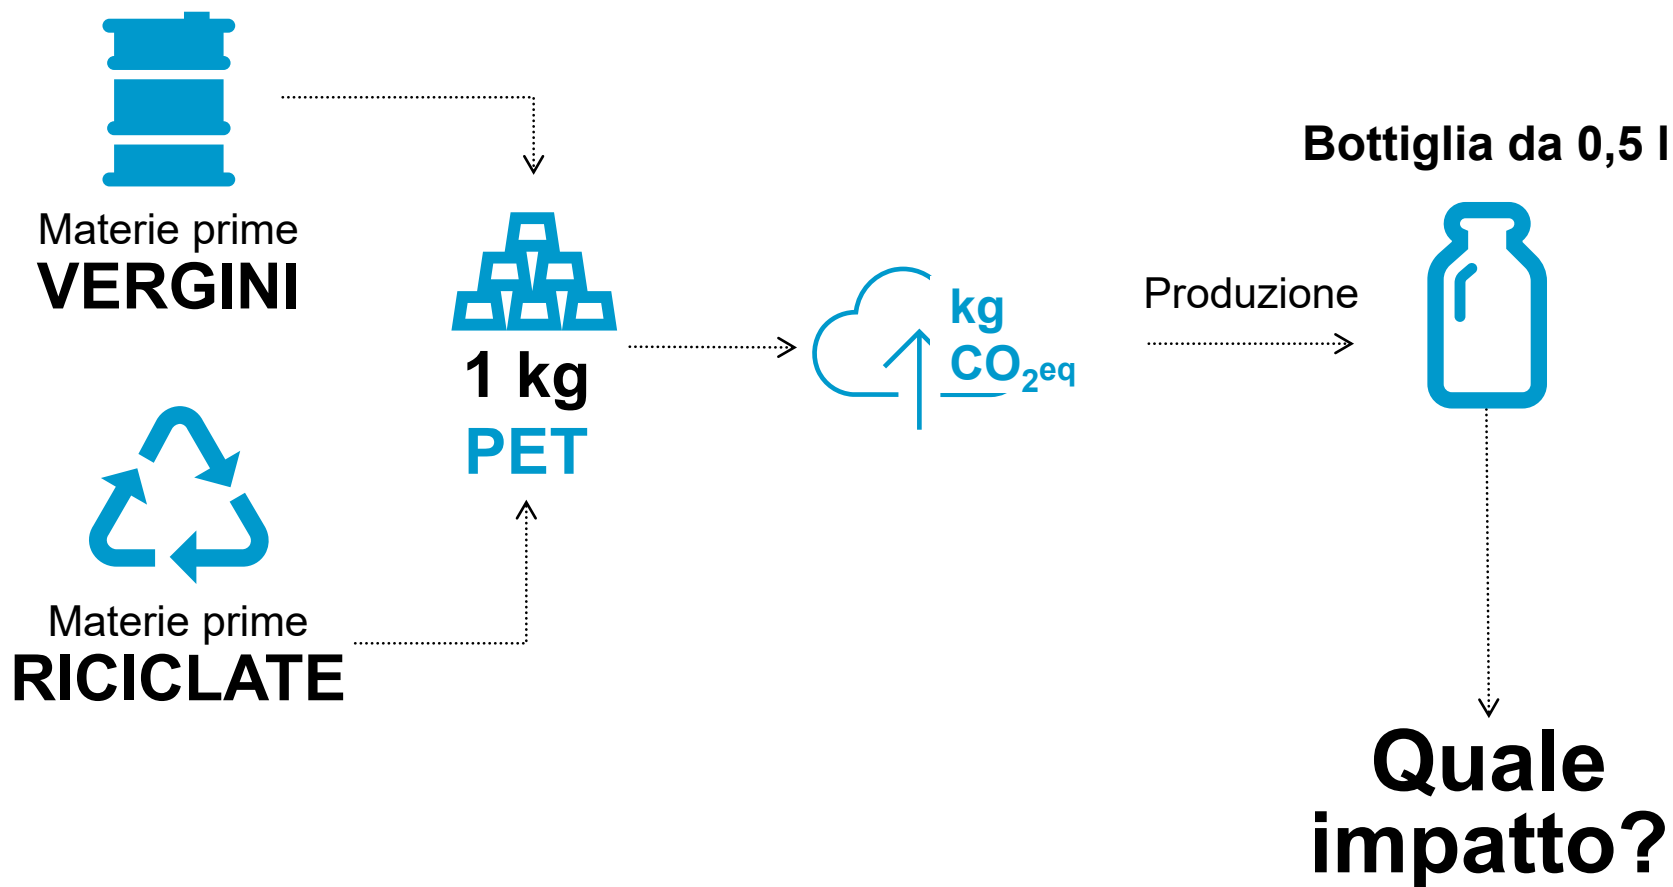 Materie prime
VERGINI
Materie prime
RICICLATE
1 kg
PET
kg
CO₂eq
Produzione
Bottiglia da 0,5 l
Quale
impatto?